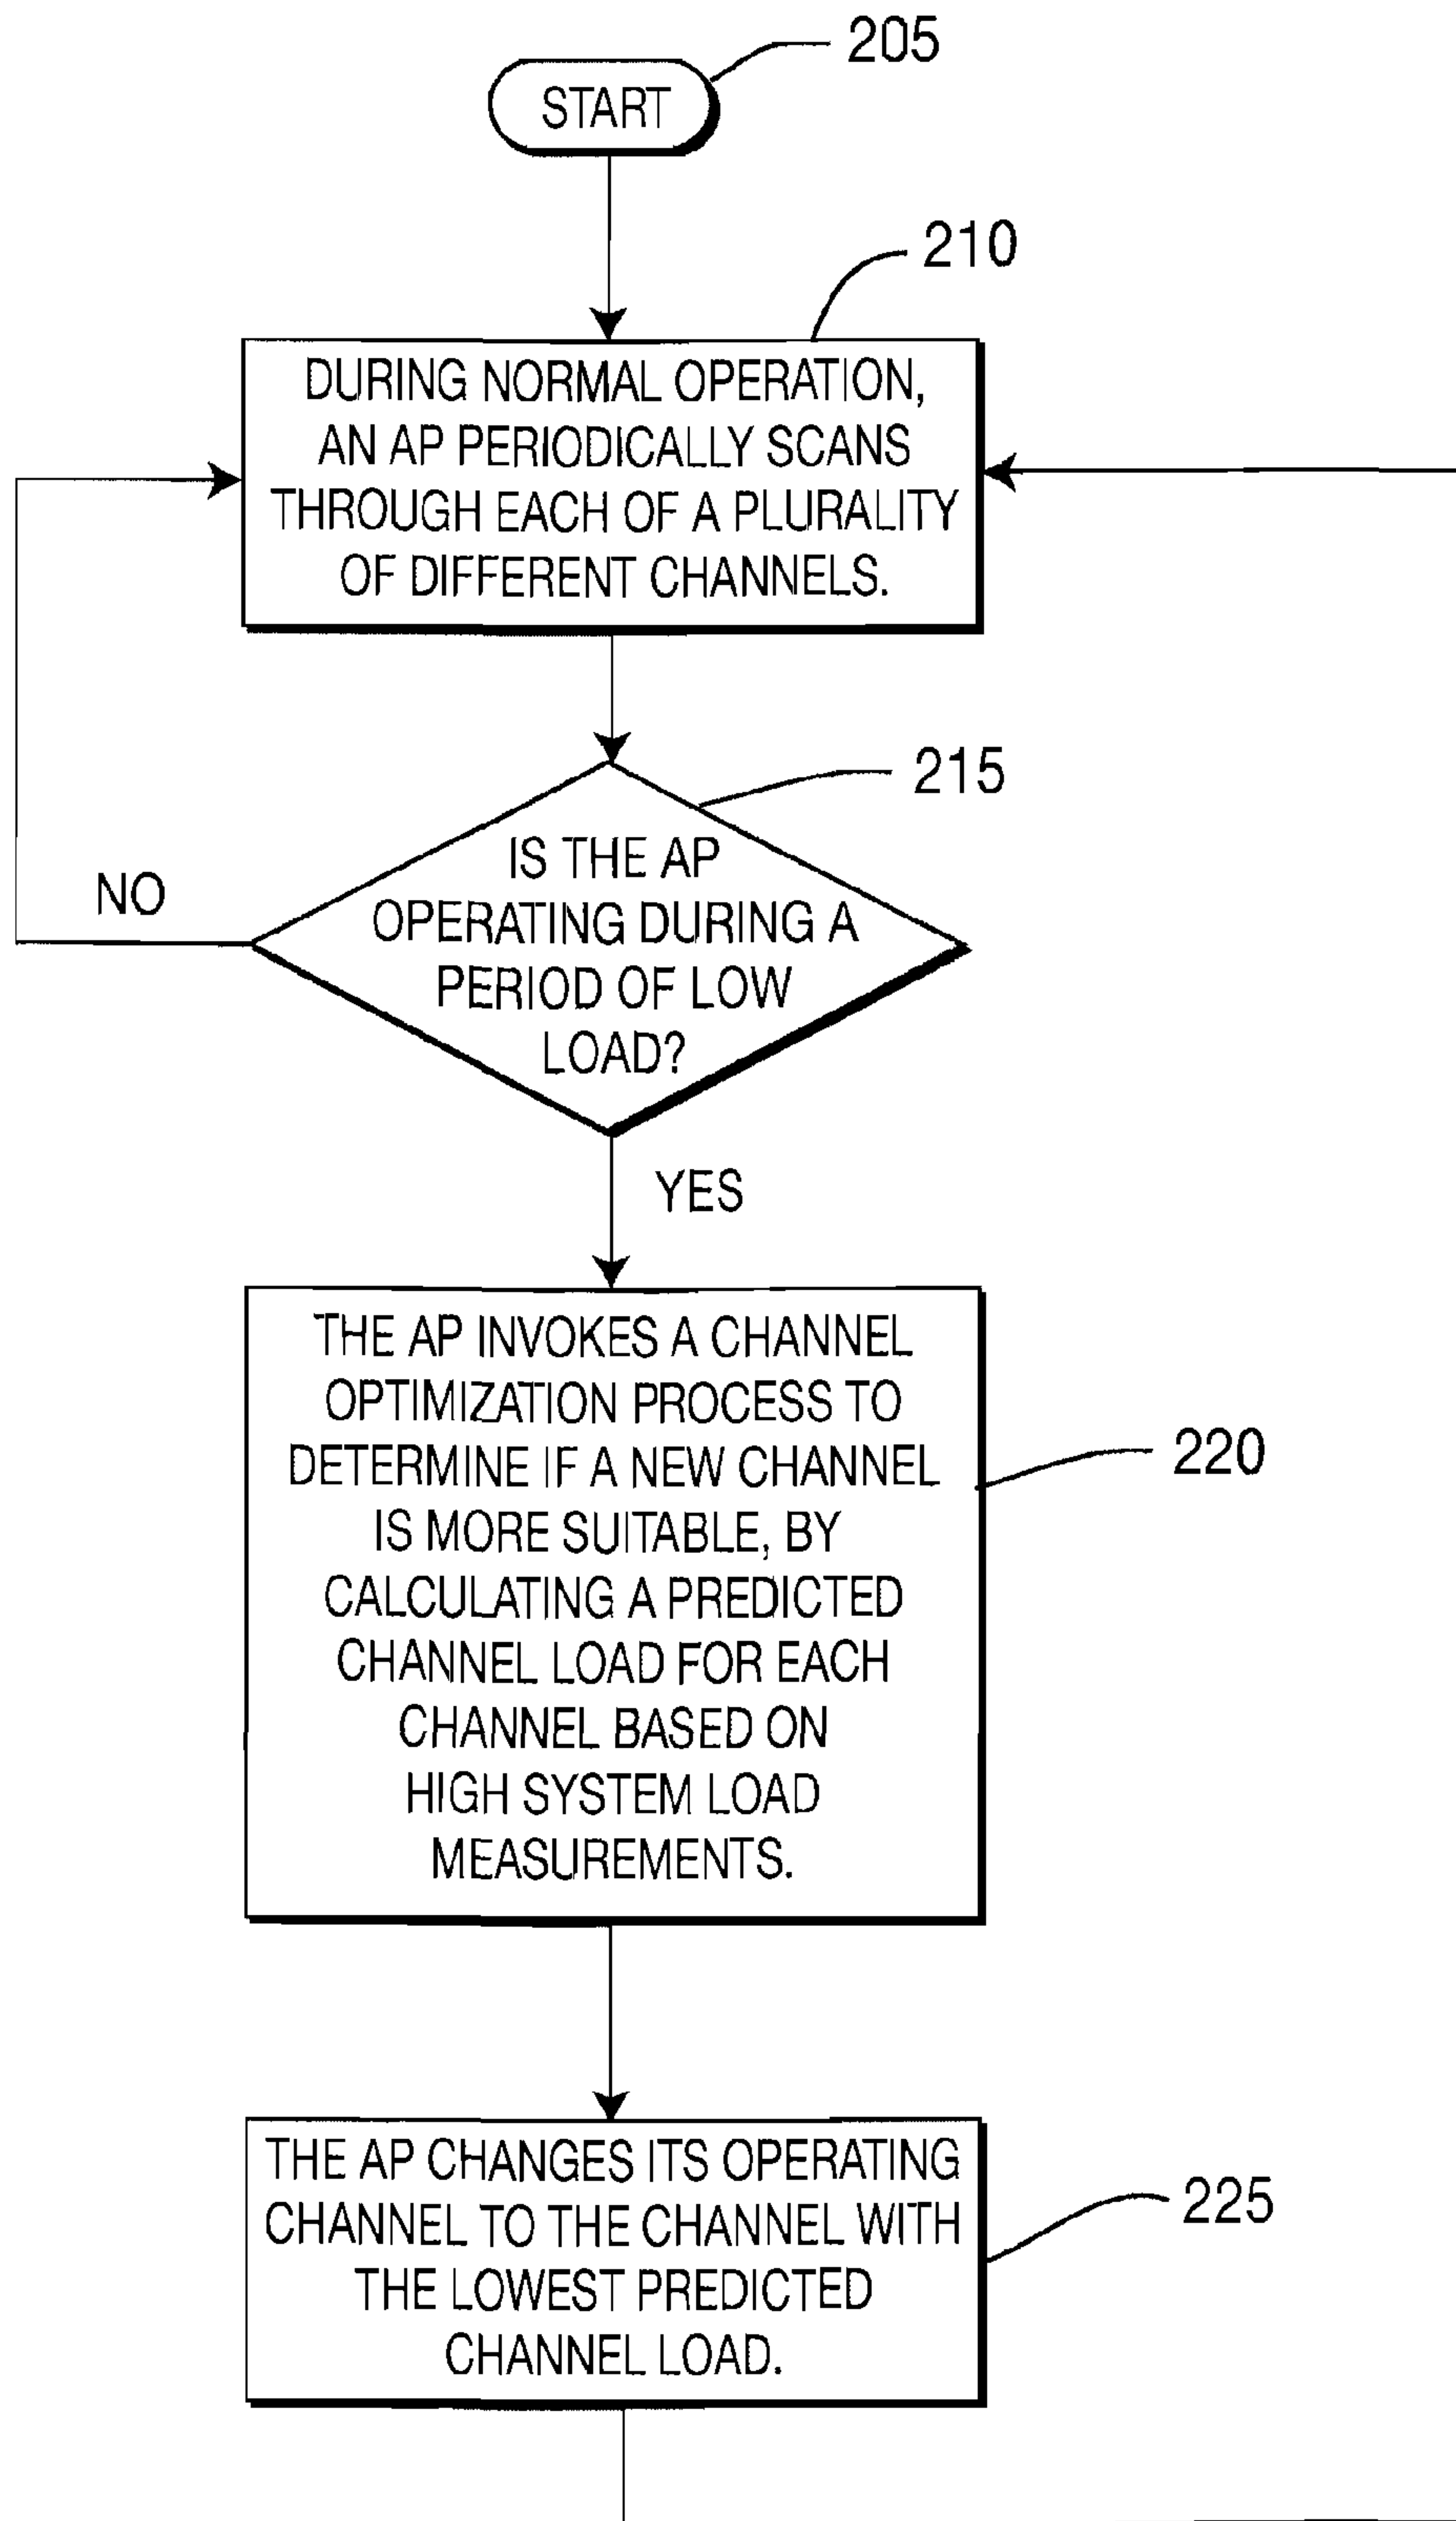 205
START
210
DURING NORMAL OPERATION,
AN AP PERIODICALLY SCANS
THROUGH EACH OF A PLURALITY
OF DIFFERENT CHANNELS.
215
IS THE AP
OPERATING DURING A
PERIOD OF LOW
LOAD?
NO
YES
THE AP INVOKES A CHANNEL
OPTIMIZATION PROCESS TO
DETERMINE IF A NEW CHANNEL
IS MORE SUITABLE, BY
CALCULATING A PREDICTED
CHANNEL LOAD FOR EACH
CHANNEL BASED ON
HIGH SYSTEM LOAD
MEASUREMENTS.
220
THE AP CHANGES ITS OPERATING
CHANNEL TO THE CHANNEL WITH
THE LOWEST PREDICTED
CHANNEL LOAD.
225